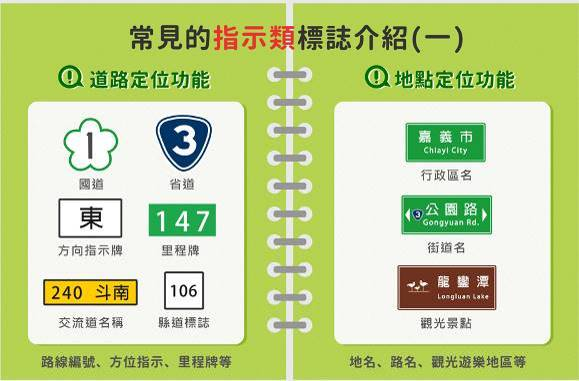 常見的指示類標誌介紹(一)
道路定位功能
1
3
國道
省道
東
147
方向指示牌
里程牌
240 斗南
106
交流道名稱
縣道標誌
路線編號、方位指示、里程牌等
地點定位功能
嘉義市
Chiayi City
行政區名
3 公園路
Gongyuan Rd.
街道名
龍鑾潭
Longluan Lake
觀光景點
地名、路名、觀光遊樂地區等